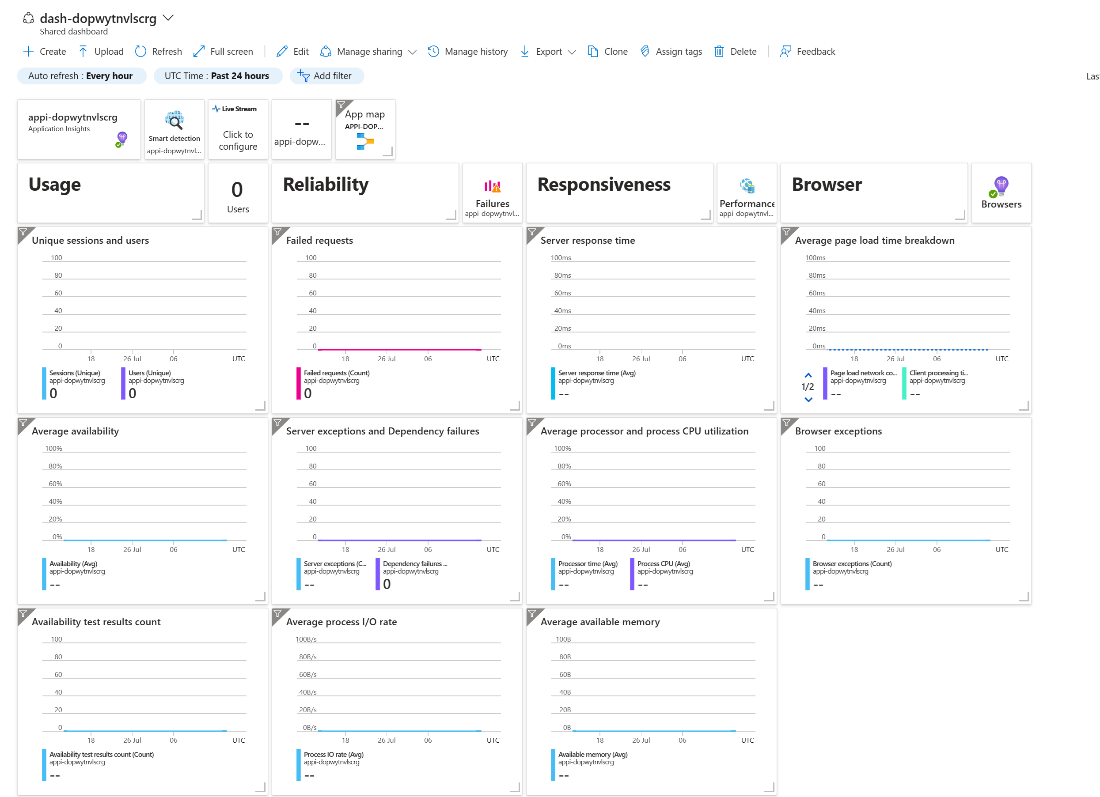 dash-dopwytnvlscrg
Shared dashboard
Create Upload Refresh Full screen Edit Manage sharing Manage history Export Clone Assign tags Delete Feedback
Auto refresh : Every hour UTC Time : Past 24 hours Add filter Las
appi-dopwytnvlscrg
Application Insights
Smart detection
appi-dopwytnvl...
Live Stream
Click to
configure
--
appi-dopw...
App map
APPI-DOP...
Usage
0
Users
Reliability
Failures
appi-dopwytnvl...
Responsiveness
Performance
appi-dopwytnv...
Browser
Browsers
Unique sessions and users
100
80
60
40
20
0
18 26 Jul 06 UTC
Sessions (Unique)
appi-dopwytnvlscrg
0
Users (Unique)
appi-dopwytnvlscrg
0
Failed requests
100
80
60
40
20
0
18 26 Jul 06 UTC
Failed requests (Count)
appi-dopwytnvlscrg
0
Server response time
100ms
80ms
60ms
40ms
20ms
0ms
18 26 Jul 06 UTC
Server response time (Avg)
appi-dopwytnvlscrg
--
Average page load time breakdown
100ms
80ms
60ms
40ms
20ms
0ms
18 26 Jul 06 UTC
1/2
Page load network co...
appi-dopwytnvlscrg
--
Client processing ti...
appi-dopwytnvlscrg
--
Average availability
100%
80%
60%
40%
20%
0%
18 26 Jul 06 UTC
Availability (Avg)
appi-dopwytnvlscrg
--
Server exceptions and Dependency failures
100
80
60
40
20
0
18 26 Jul 06 UTC
Server exceptions (C...
appi-dopwytnvlscrg
--
Dependency failures ...
appi-dopwytnvlscrg
0
Average processor and process CPU utilization
100%
80%
60%
40%
20%
0%
18 26 Jul 06 UTC
Processor time (Avg)
appi-dopwytnvlscrg
--
Process CPU (Avg)
appi-dopwytnvlscrg
--
Browser exceptions
100
80
60
40
20
0
18 26 Jul 06 UTC
Browser exceptions (Count)
appi-dopwytnvlscrg
--
Availability test results count
100
80
60
40
20
0
18 26 Jul 06 UTC
Availability test results count (Count)
appi-dopwytnvlscrg
--
Average process I/O rate
100B/s
80B/s
60B/s
40B/s
20B/s
0B/s
18 26 Jul 06 UTC
Process IO rate (Avg)
appi-dopwytnvlscrg
--
Average available memory
100B
80B
60B
40B
20B
0B
18 26 Jul 06 UTC
Available memory (Avg)
appi-dopwytnvlscrg
--